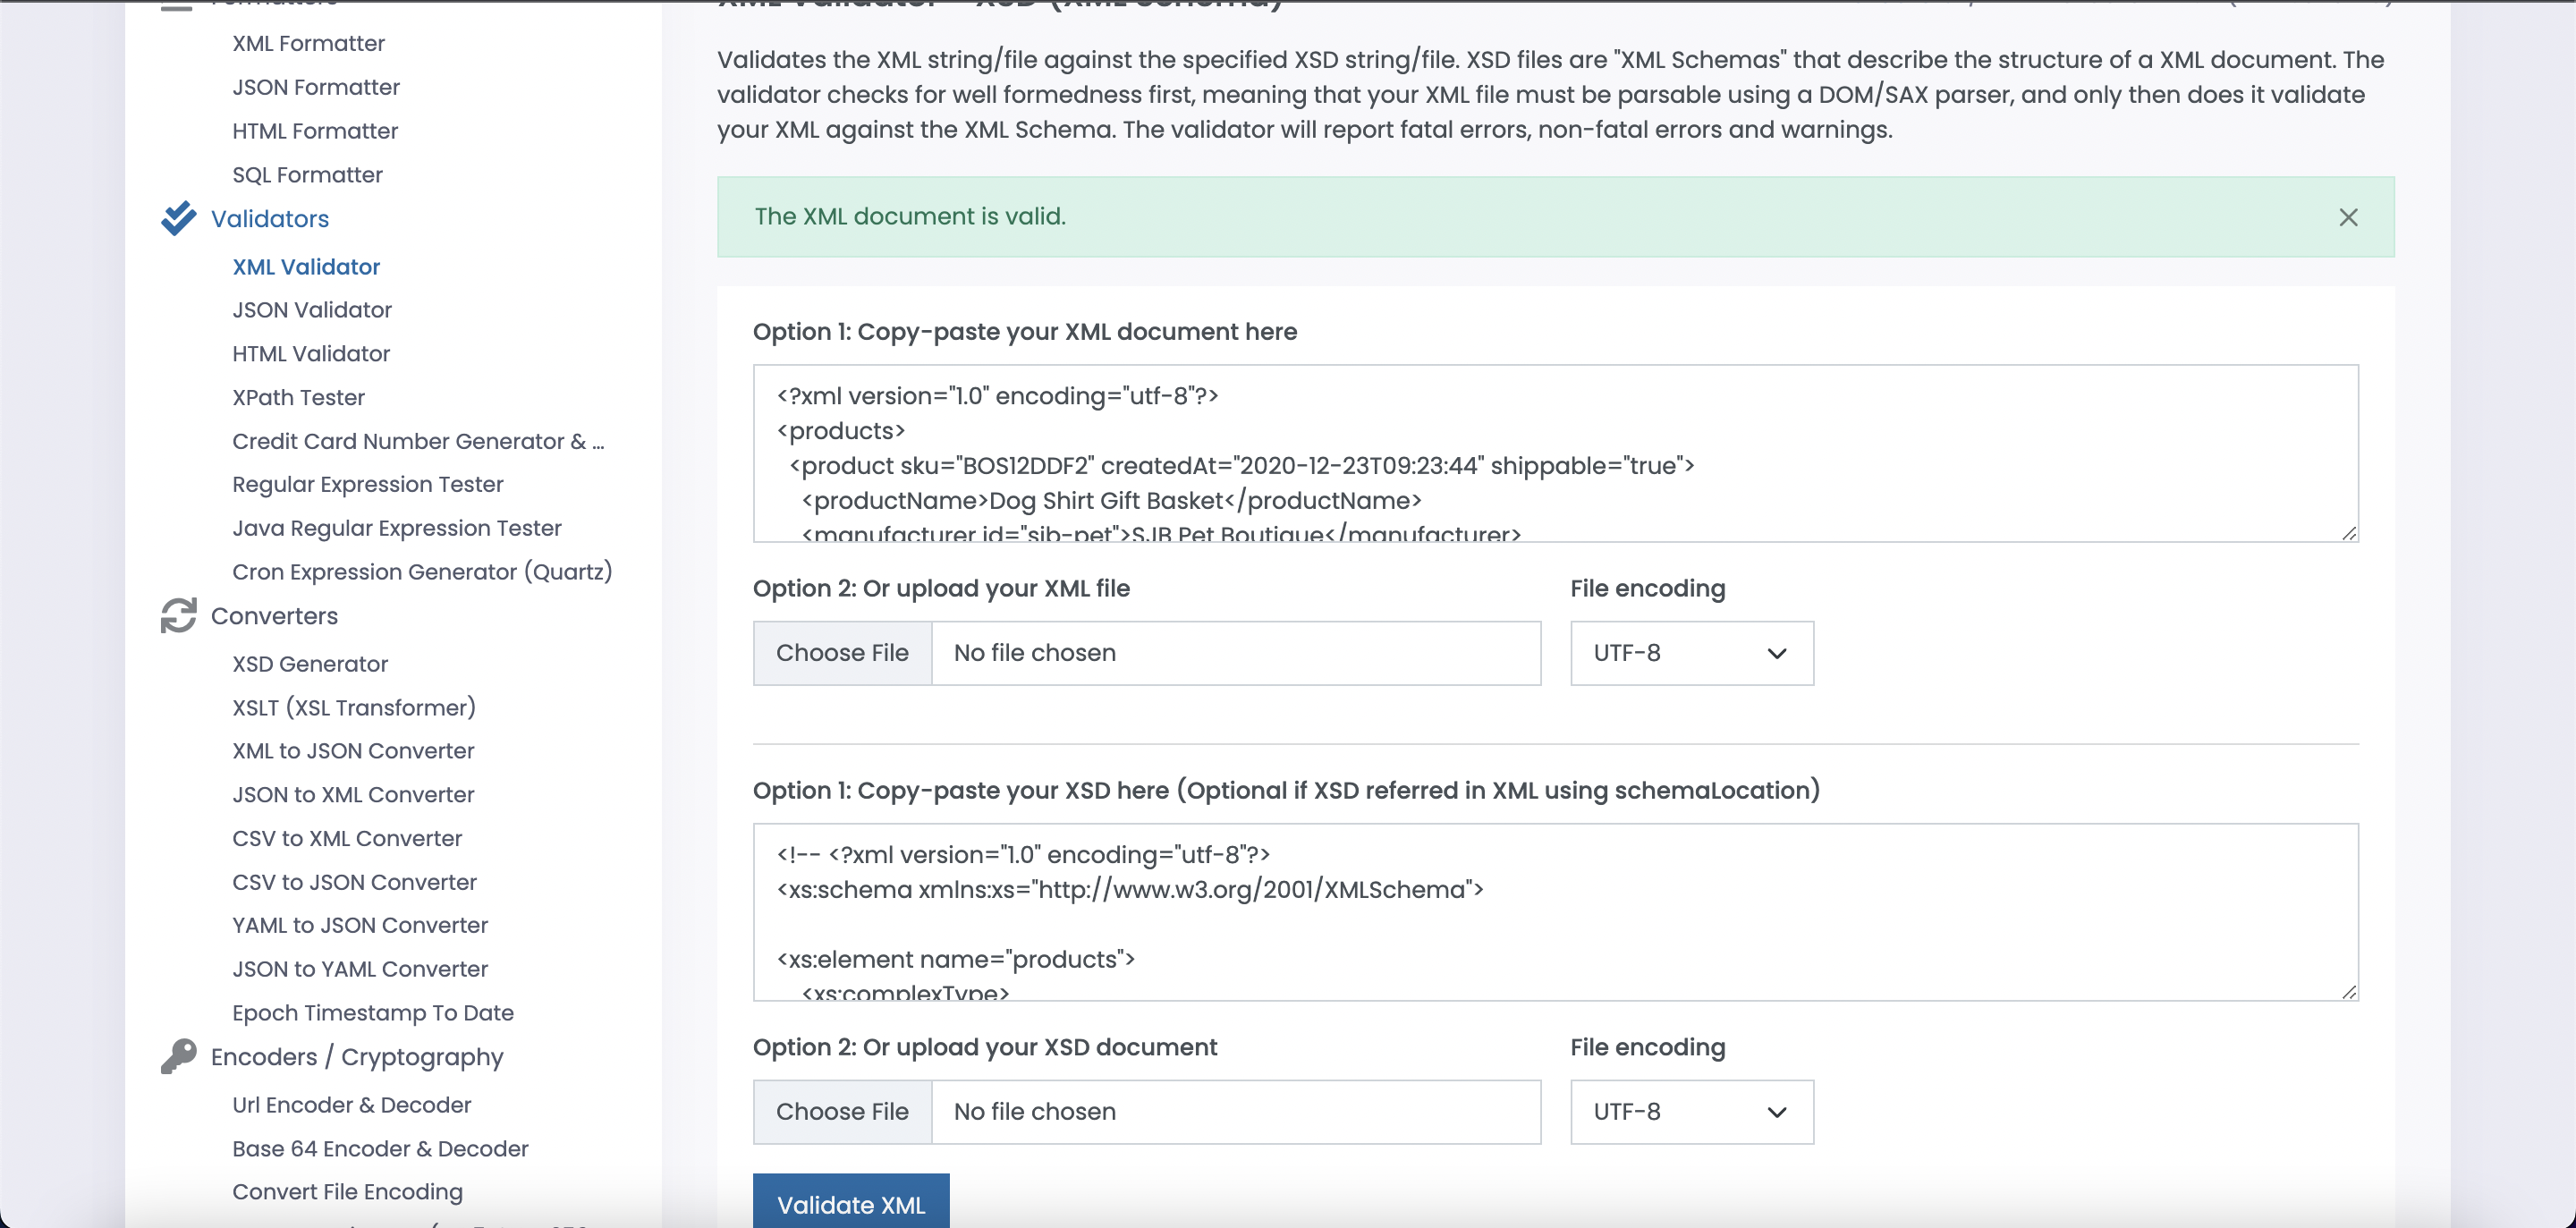 XML Formatter
JSON Formatter
HTML Formatter
SQL Formatter
Validators
XML Validator
JSON Validator
HTML Validator
XPath Tester
Credit Card Number Generator & ...
Regular Expression Tester
Java Regular Expression Tester
Cron Expression Generator (Quartz)
Converters
XSD Generator
XSLT (XSL Transformer)
XML to JSON Converter
JSON to XML Converter
CSV to XML Converter
CSV to JSON Converter
YAML to JSON Converter
JSON to YAML Converter
Epoch Timestamp To Date
Encoders / Cryptography
Url Encoder & Decoder
Base 64 Encoder & Decoder
Convert File Encoding
XML Validator - XSD (XML Schema)
Validates the XML string/file against the specified XSD string/file. XSD files are "XML Schemas" that describe the structure of a XML document. The
validator checks for well formedness first, meaning that your XML file must be parsable using a DOM/SAX parser, and only then does it validate
your XML against the XML Schema. The validator will report fatal errors, non-fatal errors and warnings.
The XML document is valid.
Option 1: Copy-paste your XML document here
<?xml version="1.0" encoding="utf-8"?>
<products>
<product sku="BOS12DDF2" createdAt="2020-12-23T09:23:44" shippable="true">
<productName>Dog Shirt Gift Basket</productName>
<manufacturer id="sjb-pet">SJB Pet Boutique</manufacturer>
Option 2: Or upload your XML file
File encoding
Choose File No file chosen
UTF-8
Option 1: Copy-paste your XSD here (Optional if XSD referred in XML using schemaLocation)
<!-- <?xml version="1.0" encoding="utf-8"?>
<xs:schema xmlns:xs="http://www.w3.org/2001/XMLSchema">
<xs:element name="products">
<xs:complexType>
Option 2: Or upload your XSD document
File encoding
Choose File No file chosen
UTF-8
Validate XML